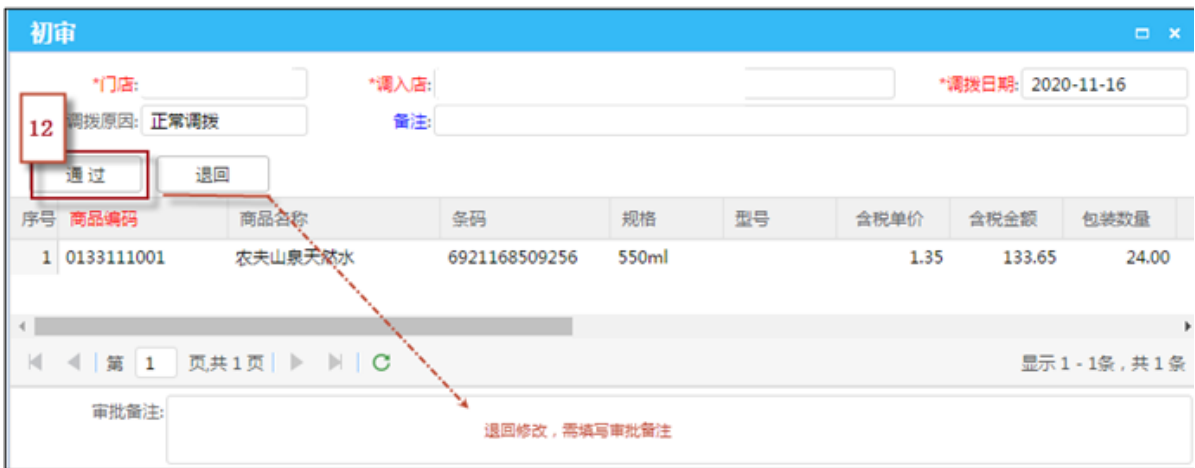 初审
*门店: *调入店: *调拨日期: 2020-11-16
12 调拨原因: 正常调拨 备注:
通过 退回
序号 商品编码 商品名称 条码 规格 型号 含税单价 含税金额 包装数量
1 0133111001 农夫山泉天然水 6921168509256 550ml 1.35 133.65 24.00
第 1 页,共1页 显示1-1条，共1条
审批备注:
退回修改，需填写审批备注